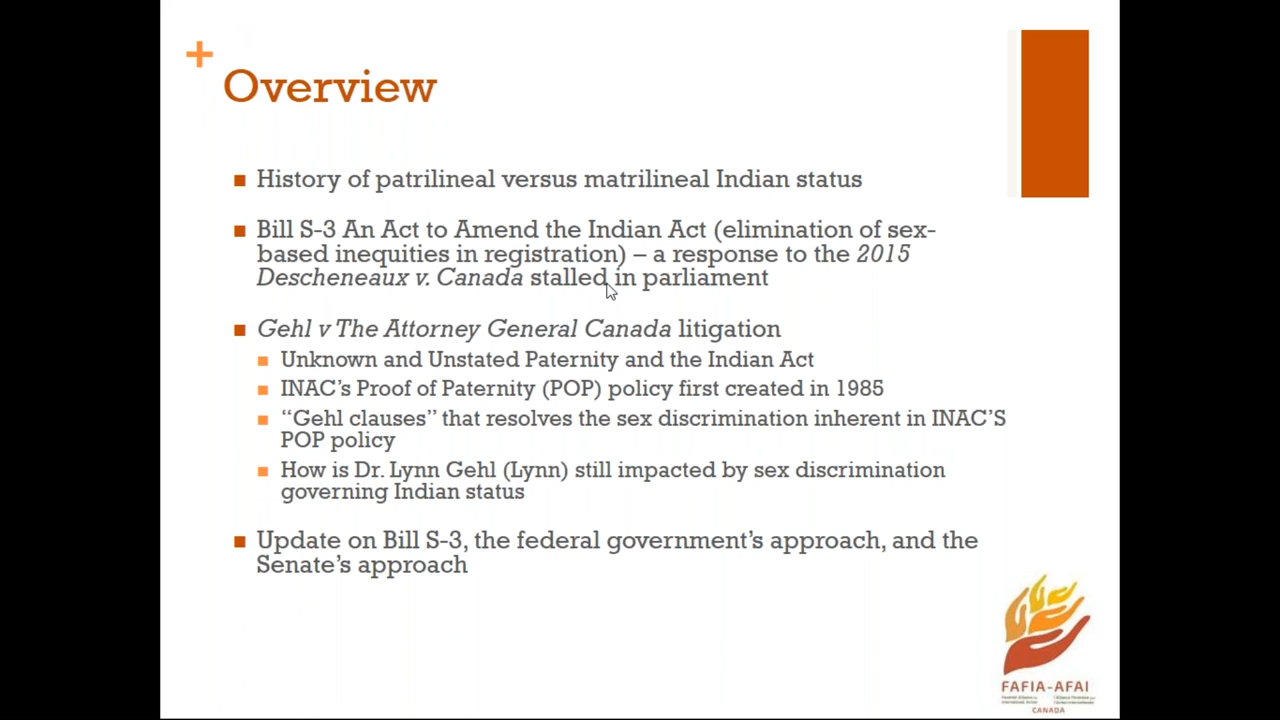 +
Overview
History of patrilineal versus matrilineal Indian status
Bill S-3 An Act to Amend the Indian Act (elimination of sex-
based inequities in registration) – a response to the 2015
Descheneaux v. Canada stalled in parliament
Gehl v The Attorney General Canada litigation
Unknown and Unstated Paternity and the Indian Act
INAC's Proof of Paternity (POP) policy first created in 1985
“Gehl clauses” that resolves the sex discrimination inherent in INAC'S
POP policy
How is Dr. Lynn Gehl (Lynn) still impacted by sex discrimination
governing Indian status
Update on Bill S-3, the federal government's approach, and the
Senate's approach
FAFIA-AFAI
CANADA